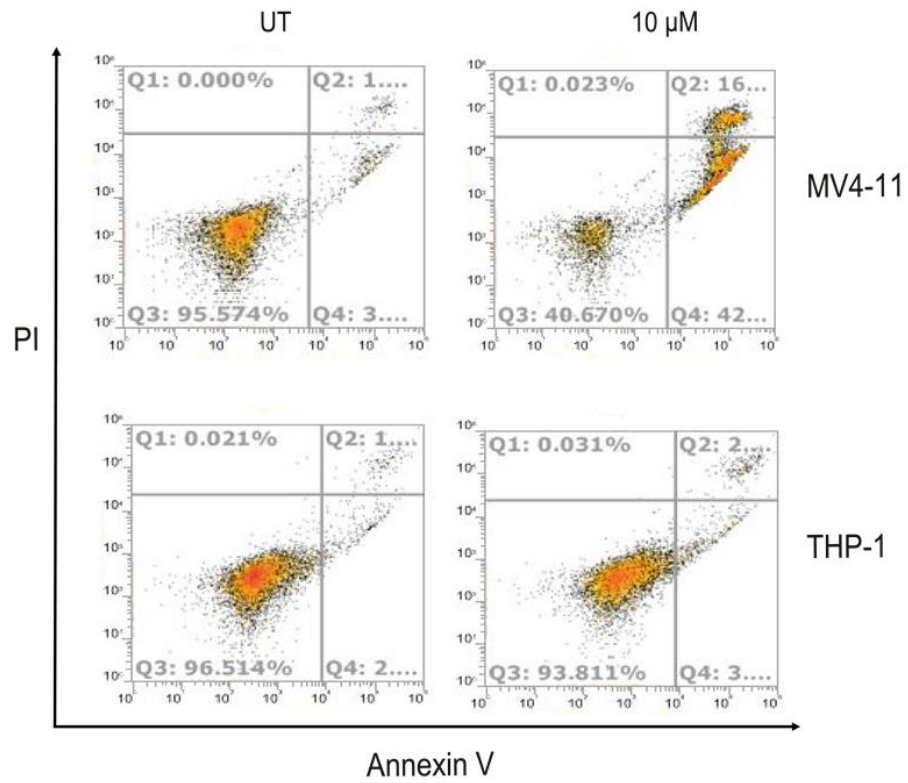 UT 10 µM
Q1: 0.000% Q2: 1....
Q3: 95.574% Q4: 3....
Q1: 0.023% Q2: 16...
Q3: 40.670% Q4: 42...
MV4-11
PI
Q1: 0.021% Q2: 1....
Q3: 96.514% Q4: 2....
Q1: 0.031% Q2: 2....
Q3: 93.811% Q4: 3....
THP-1
Annexin V